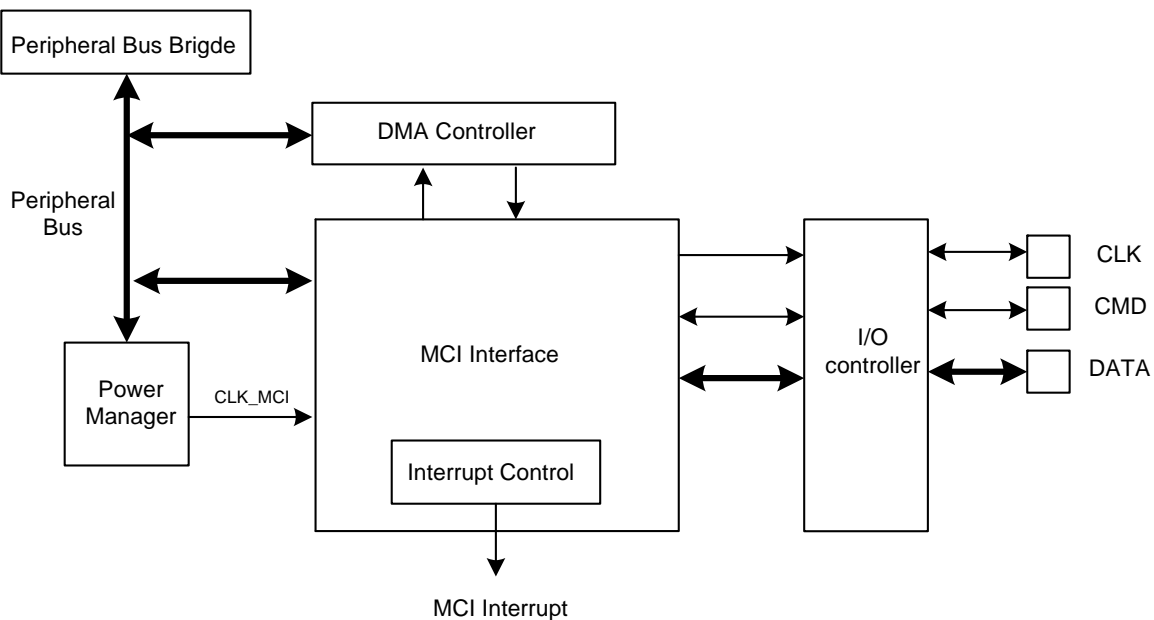 Peripheral Bus Brigde
DMA Controller
Peripheral
Bus
CLK
CMD
DATA
I/O
controller
MCI Interface
Power
Manager
CLK_MCI
Interrupt Control
MCI Interrupt